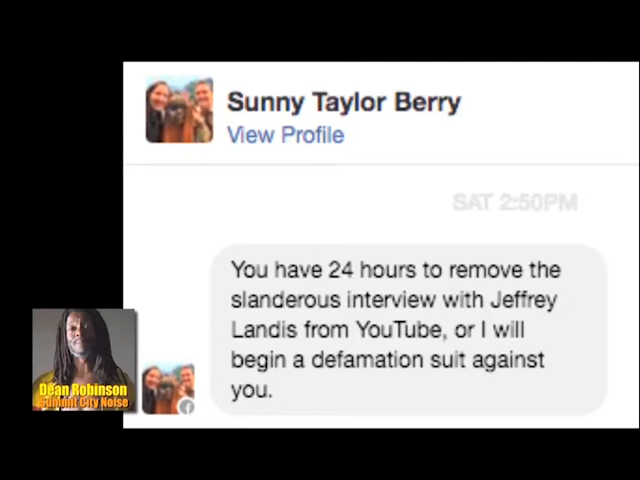 Sunny Taylor Berry
View Profile
SAT 2:50PM
You have 24 hours to remove the
slanderous interview with Jeffrey
Landis from YouTube, or I will
begin a defamation suit against
you.
Dean Robinson
Summit City Noise